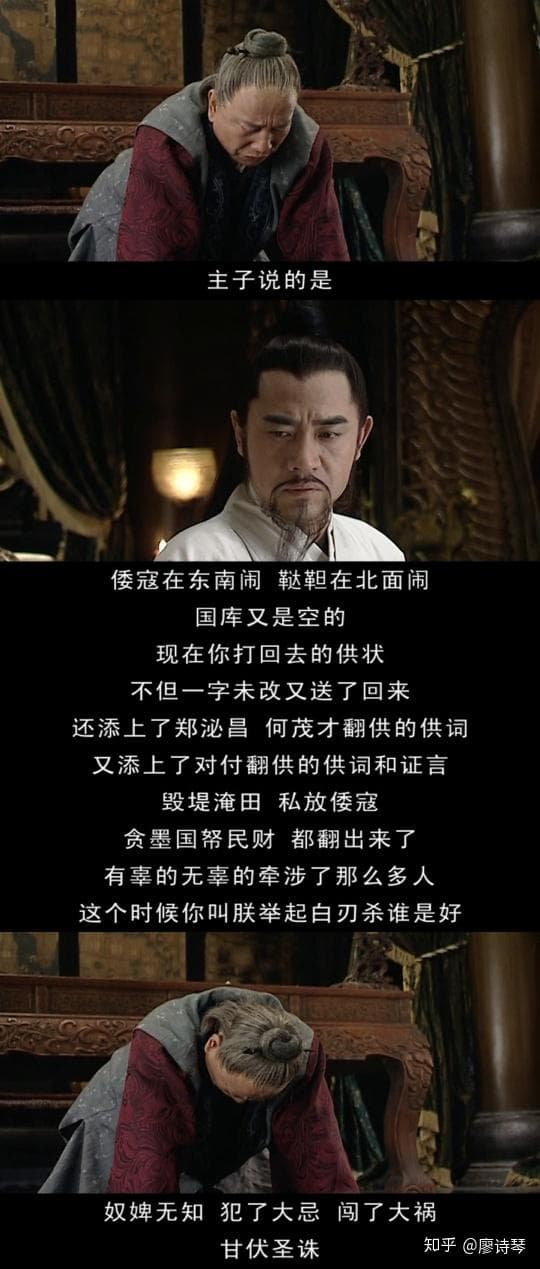 主子说的是
倭寇在东南闹 鞑靼在北面闹
国库又是空的
现在你打回去的供状
不但一字未改又送了回来
还添上了郑泌昌 何茂才翻供的供词
又添上了对付翻供的供词和证言
毁堤淹田 私放倭寇
贪墨国帑民财 都翻出来了
有辜的无辜的牵涉了那么多人
这个时候你叫朕举起白刃杀谁是好
奴婢无知 犯了大忌 闯了大祸
甘伏圣诛
知乎 @廖诗琴